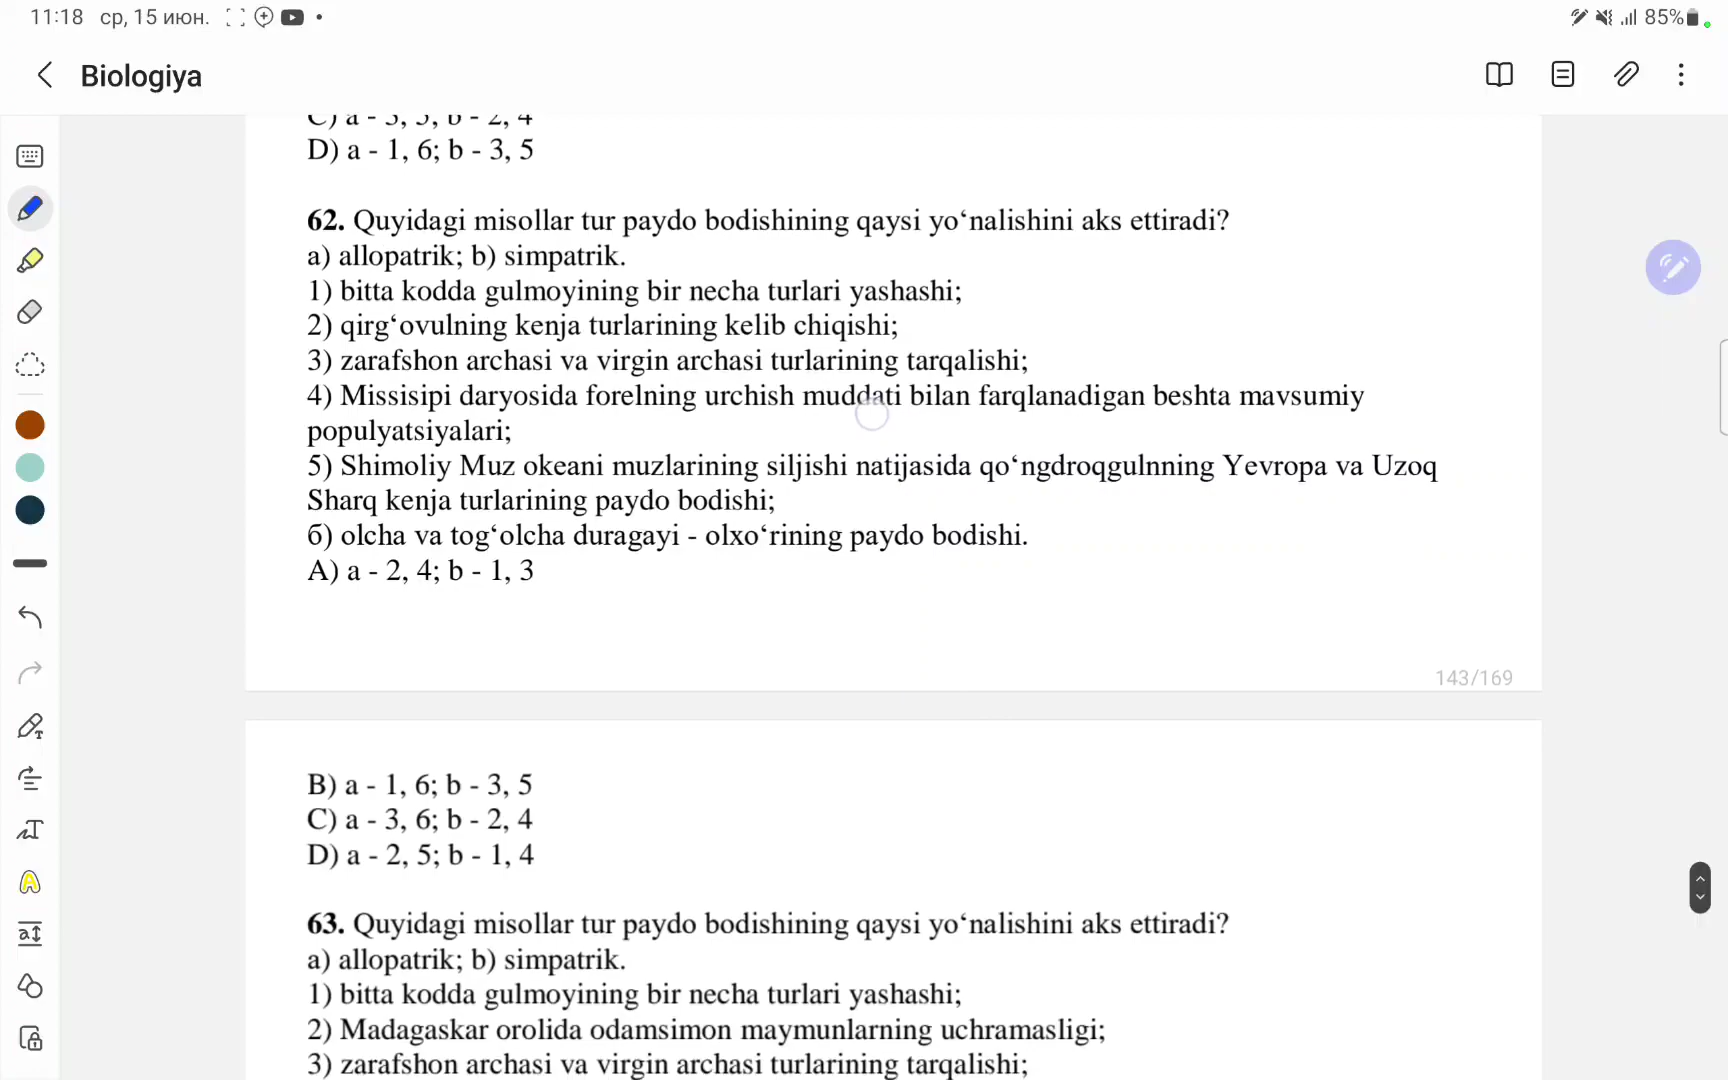 11:18 ср, 15 июн. 85%
Biologiya
C) a - 3, 5; b - 2, 4
D) a - 1, 6; b - 3, 5
62. Quyidagi misollar tur paydo bodishining qaysi yo‘nalishini aks ettiradi?
a) allopatrik; b) simpatrik.
1) bitta kodda gulmoyining bir necha turlari yashashi;
2) qirg‘ovulning kenja turlarining kelib chiqishi;
3) zarafshon archasi va virgin archasi turlarining tarqalishi;
4) Missisipi daryosida forelning urchish muddati bilan farqlanadigan beshta mavsumiy
populyatsiyalari;
5) Shimoliy Muz okeani muzlarining siljishi natijasida qo‘ngdroqgulnning Yevropa va Uzoq
Sharq kenja turlarining paydo bodishi;
б) olcha va tog‘olcha duragayi - olxo‘rining paydo bodishi.
A) a - 2, 4; b - 1, 3
143/169
B) a - 1, 6; b - 3, 5
C) a - 3, 6; b - 2, 4
D) a - 2, 5; b - 1, 4
63. Quyidagi misollar tur paydo bodishining qaysi yo‘nalishini aks ettiradi?
a) allopatrik; b) simpatrik.
1) bitta kodda gulmoyining bir necha turlari yashashi;
2) Madagaskar orolida odamsimon maymunlarning uchramasligi;
3) zarafshon archasi va virgin archasi turlarining tarqalishi;